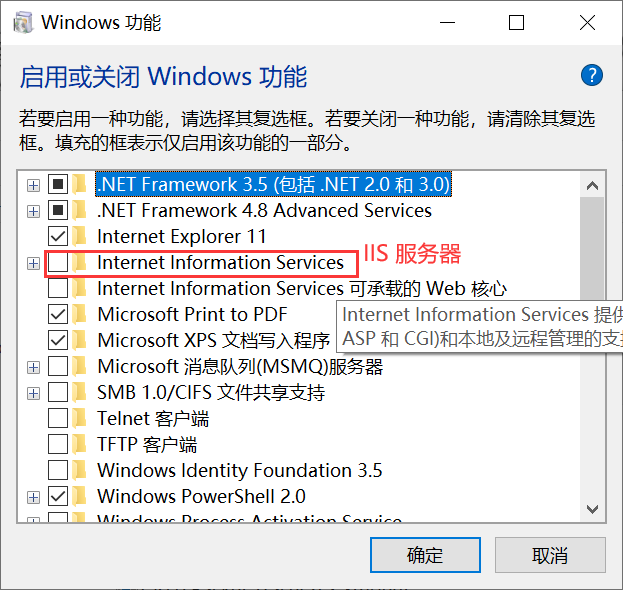 Windows 功能
启用或关闭 Windows 功能
若要启用一种功能，请选择其复选框。若要关闭一种功能，请清除其复选
框。填充的框表示仅启用该功能的一部分。
.NET Framework 3.5 (包括 .NET 2.0 和 3.0)
.NET Framework 4.8 Advanced Services
Internet Explorer 11
Internet Information Services
IIS 服务器
Internet Information Services 可承载的 Web 核心
Microsoft Print to PDF
Internet Information Services 提供
Microsoft XPS 文档写入程序
ASP 和 CGI)和本地及远程管理的支持
Microsoft 消息队列(MSMQ)服务器
SMB 1.0/CIFS 文件共享支持
Telnet 客户端
TFTP 客户端
Windows Identity Foundation 3.5
Windows PowerShell 2.0
Windows Process Activation Service
确定
取消